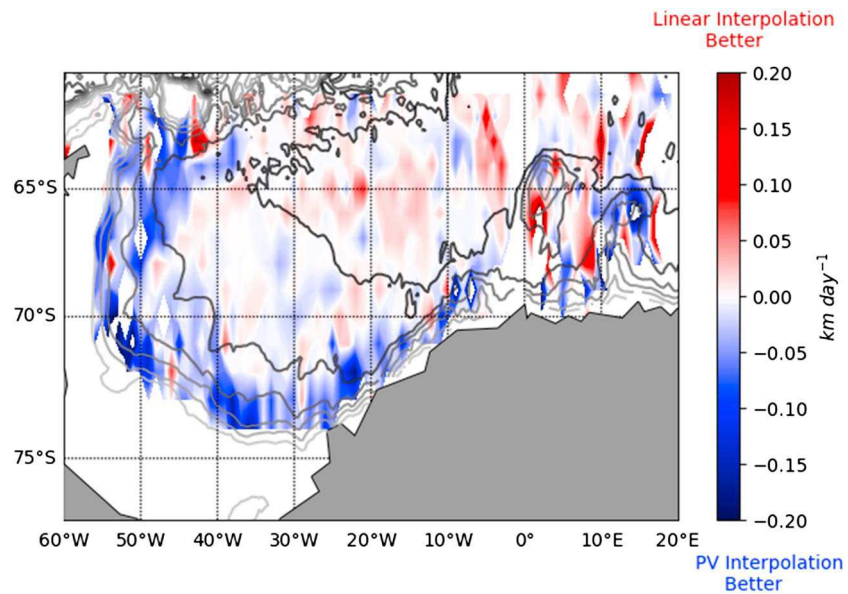 Linear Interpolation
Better
0.20
0.15
0.10
0.05
0.00
−0.05
−0.10
−0.15
−0.20
km day⁻¹
65°S
70°S
75°S
60°W 50°W 40°W 30°W 20°W 10°W 0° 10°E 20°E
PV Interpolation
Better